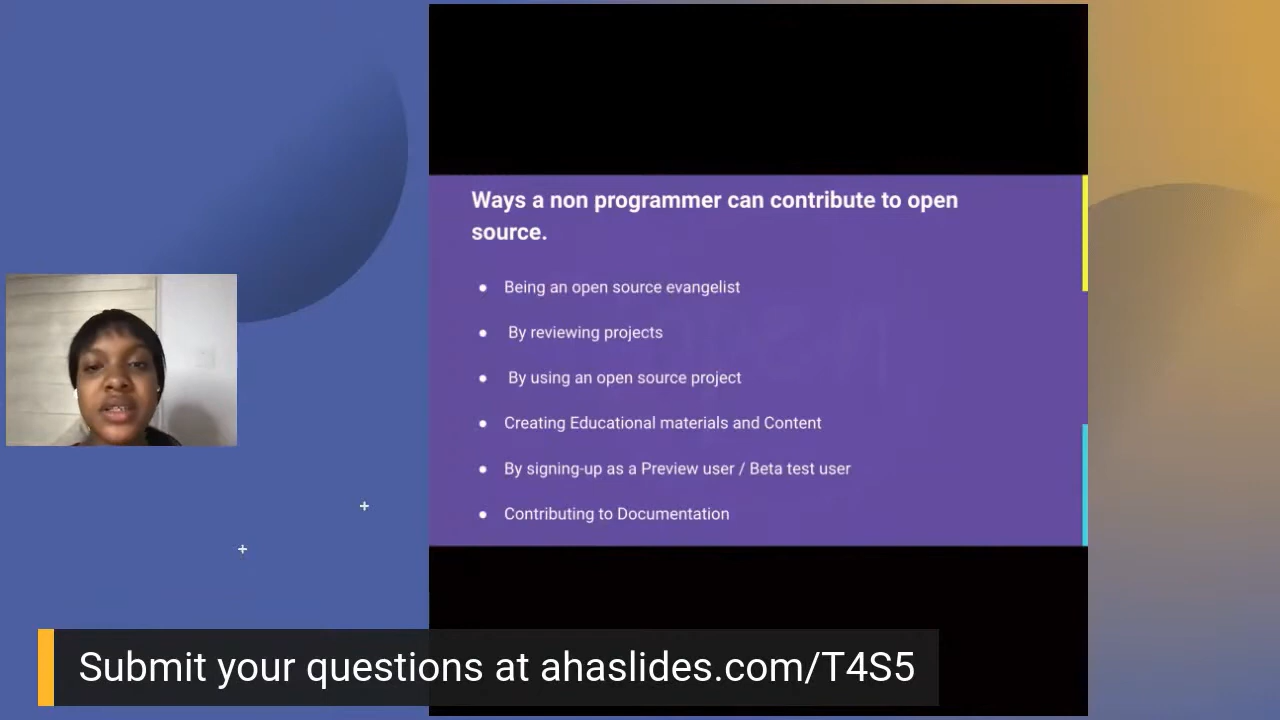 Ways a non programmer can contribute to open
source.
● Being an open source evangelist
● By reviewing projects
● By using an open source project
● Creating Educational materials and Content
● By signing-up as a Preview user / Beta test user
● Contributing to Documentation
Submit your questions at ahaslides.com/T4S5